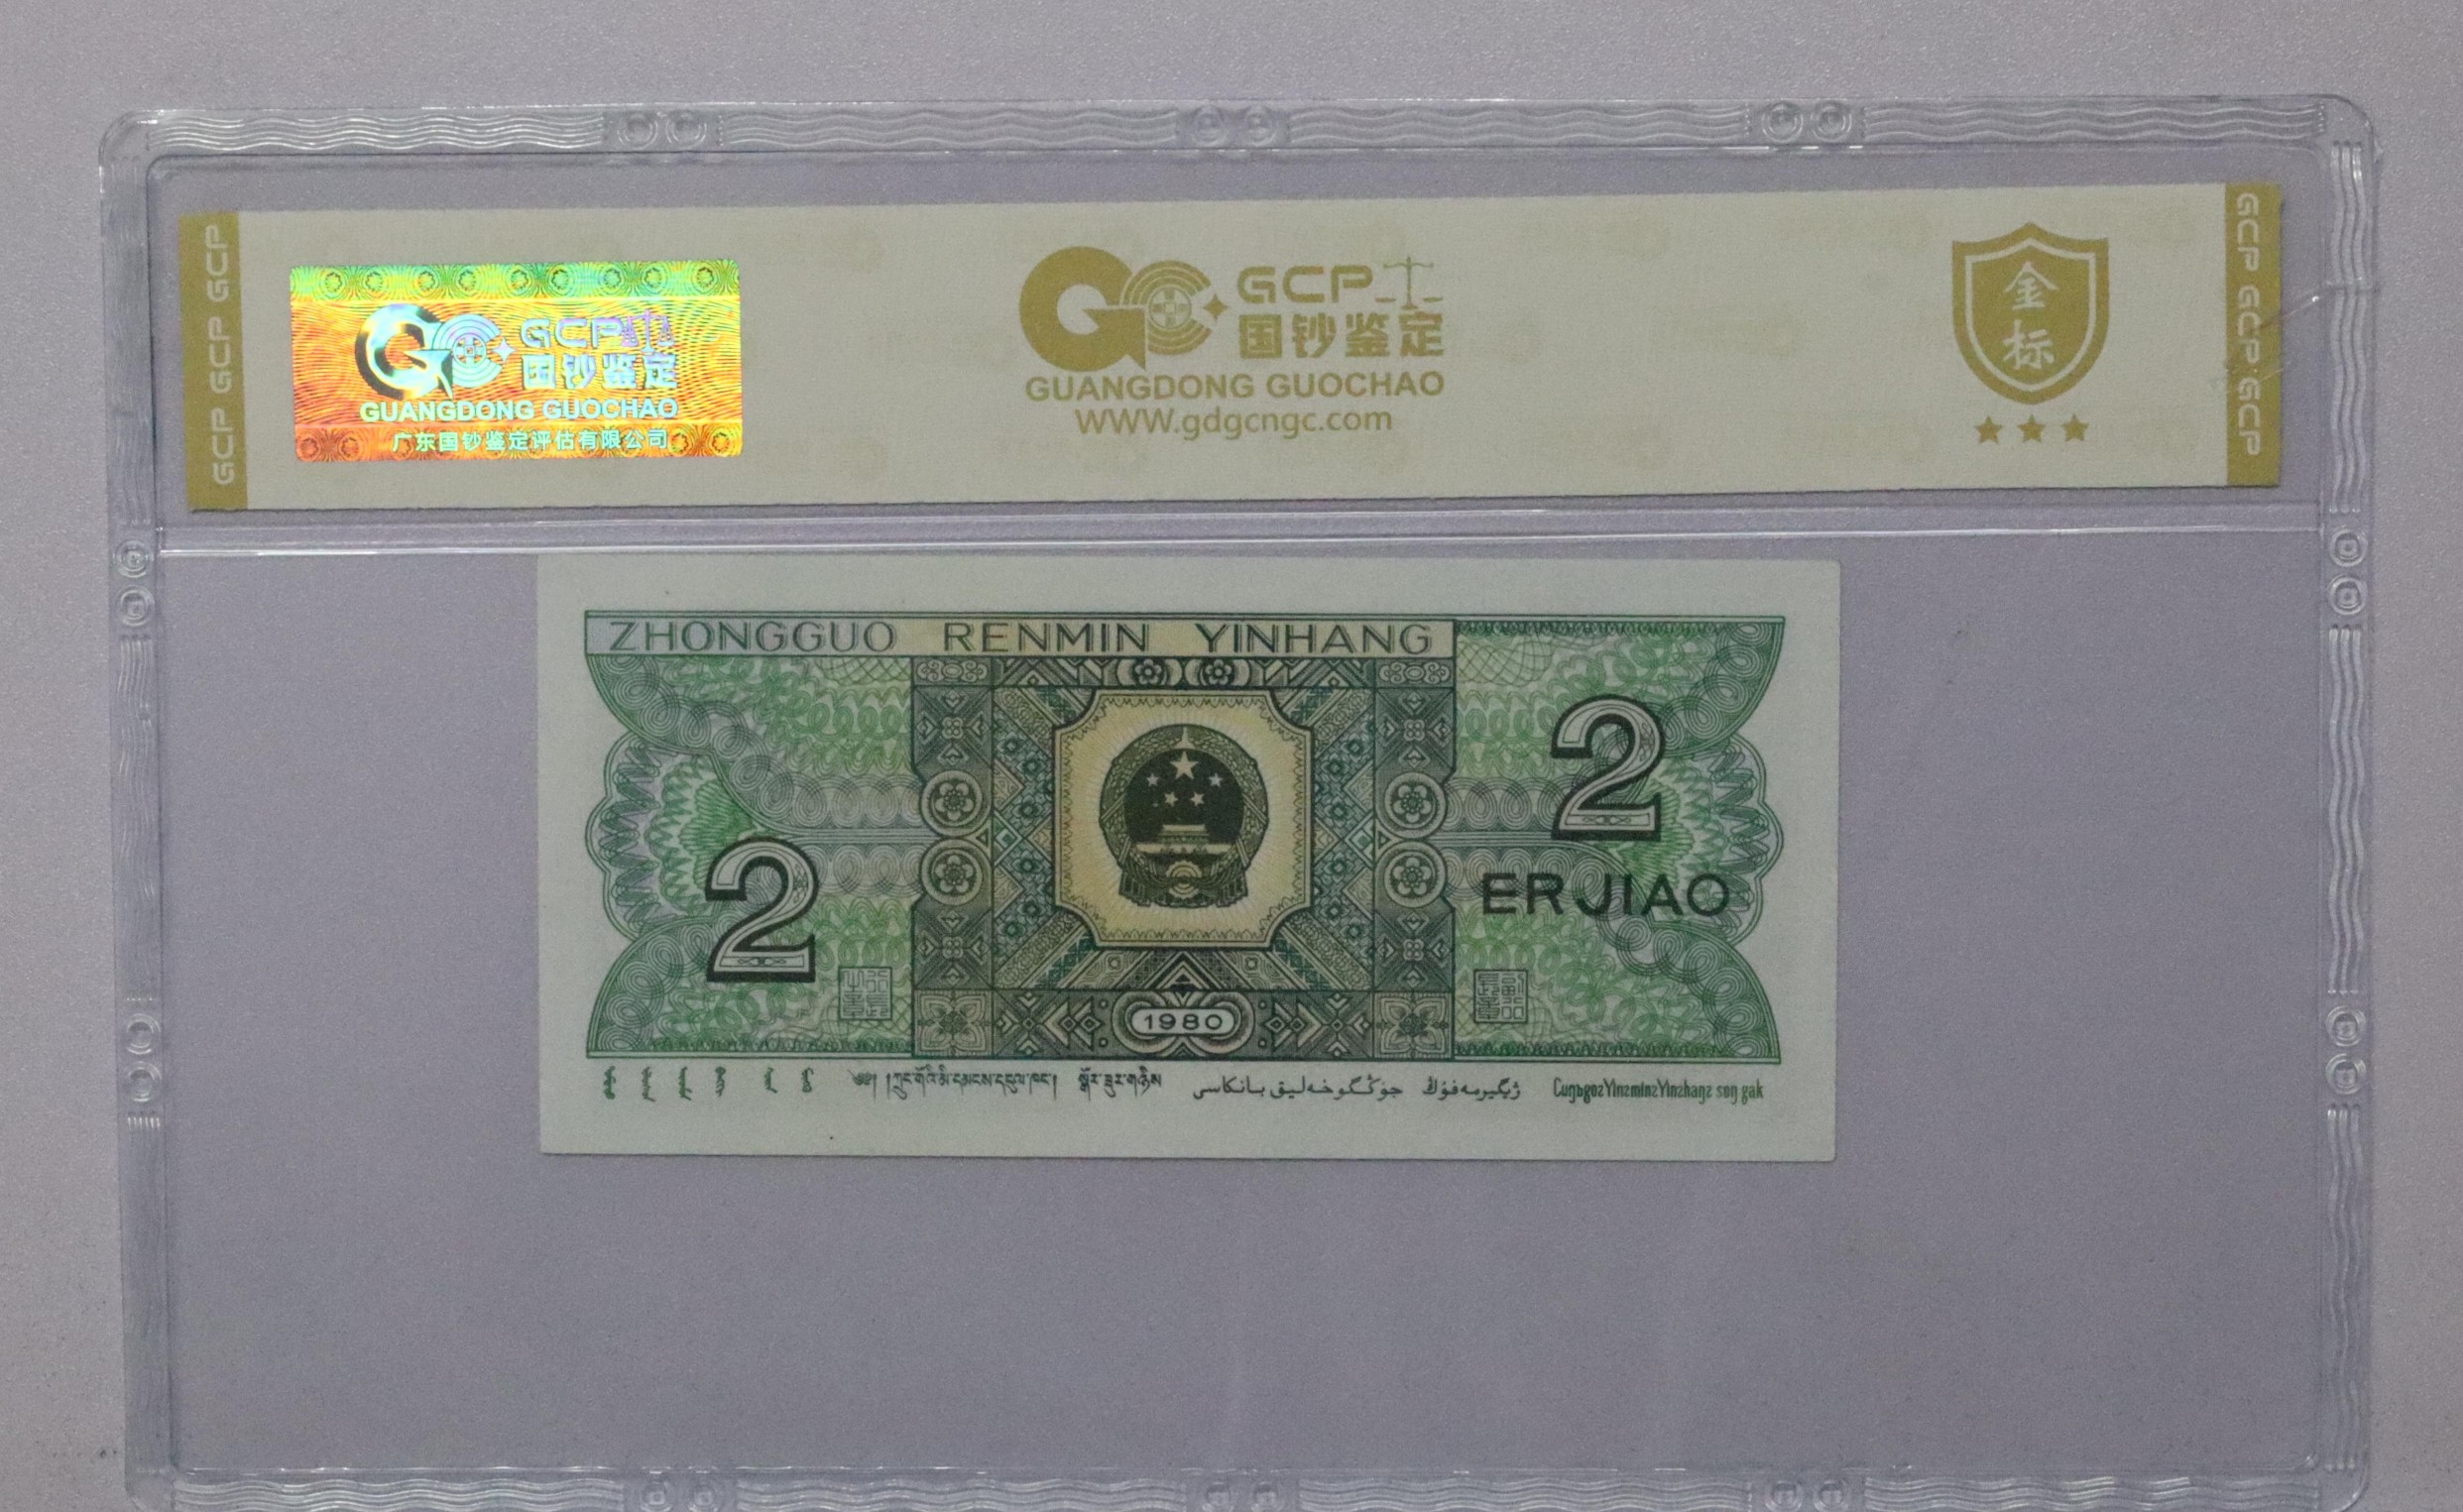 GCP GCP GCP
GCP
国钞鉴定
GUANGDONG GUOCHAO
广东国钞鉴定评估有限公司
GCP
国钞鉴定
GUANGDONG GUOCHAO
WWW.gdgcngc.com
金
标
GCP GCP GCP GCP
ZHONGGUO RENMIN YINHANG
2
2
ERJIAO
1980